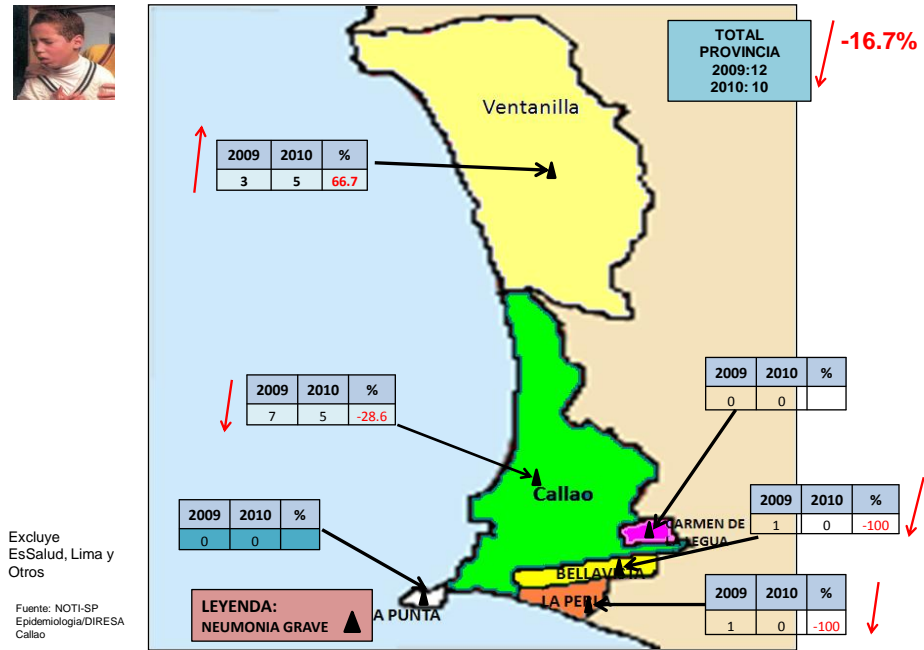 TOTAL
PROVINCIA
2009:12
2010: 10
-16.7%
Ventanilla
2009 2010 %
3 5 66.7
2009 2010 %
7 5 -28.6
Callao
2009 2010 %
0 0
2009 2010 %
0 0
CARMEN DE
2009 2010 %
1 0 -100
BELLAVISTA
LA PERLA
2009 2010 %
1 0 -100
A PUNTA
LEYENDA:
NEUMONIA GRAVE
Excluye
EsSalud, Lima y
Otros
Fuente: NOTI-SP
Epidemiologia/DIRESA
Callao